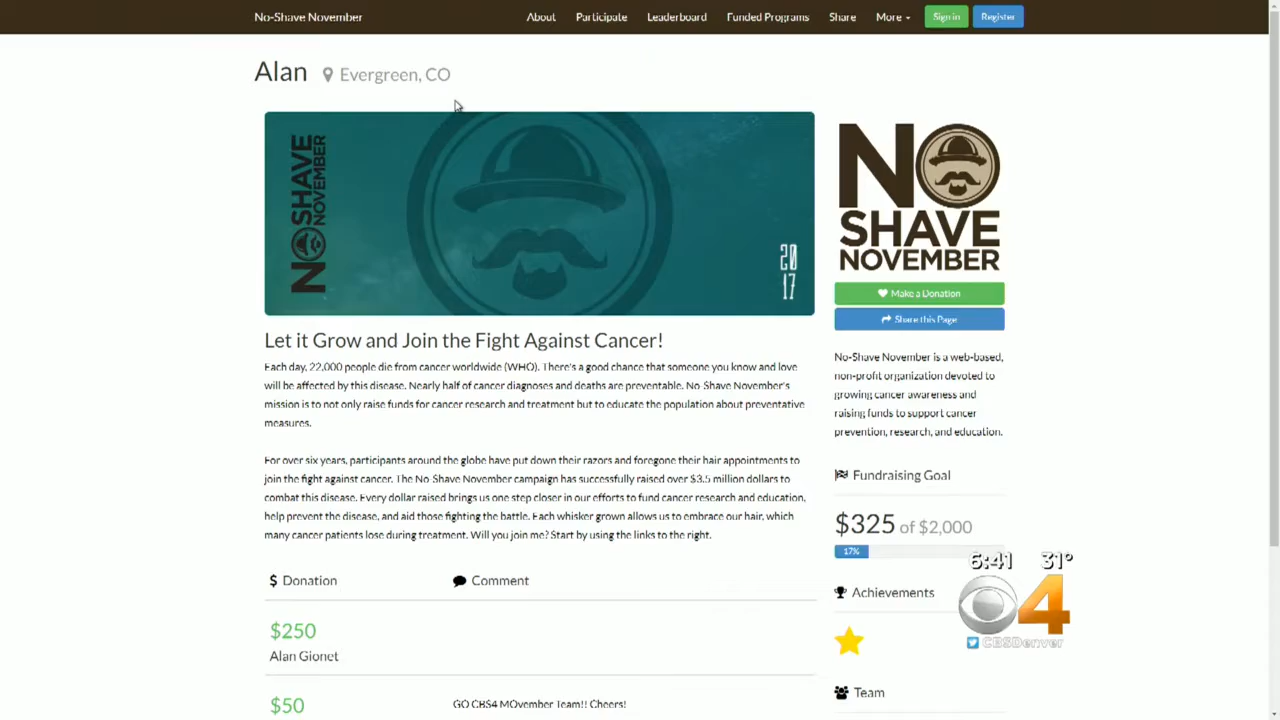 No-Shave November
About
Participate
Leaderboard
Funded Programs
Share
More
Sign in
Register
Alan
Evergreen, CO
NO SHAVE
NOVEMBER
20
17
NO
SHAVE
NOVEMBER
Make a Donation
Share this Page
Let it Grow and Join the Fight Against Cancer!
Each day, 22,000 people die from cancer worldwide (WHO). There's a good chance that someone you know and love
will be affected by this disease. Nearly half of cancer diagnoses and deaths are preventable. No-Shave November's
mission is to not only raise funds for cancer research and treatment but to educate the population about preventative
measures.
For over six years, participants around the globe have put down their razors and foregone their hair appointments to
join the fight against cancer. The No-Shave November campaign has successfully raised over $3.5 million dollars to
combat this disease. Every dollar raised brings us one step closer in our efforts to fund cancer research and education,
help prevent the disease, and aid those fighting the battle. Each whisker grown allows us to embrace our hair, which
many cancer patients lose during treatment. Will you join me? Start by using the links to the right.
No-Shave November is a web-based,
non-profit organization devoted to
growing cancer awareness and
raising funds to support cancer
prevention, research, and education.
Fundraising Goal
$325 of $2,000
17%
Achievements
Team
$ Donation
Comment
$250
Alan Gionet
$50
GO CBS4 MOvember Team!! Cheers!
6:41 31°
4
CBSDenver